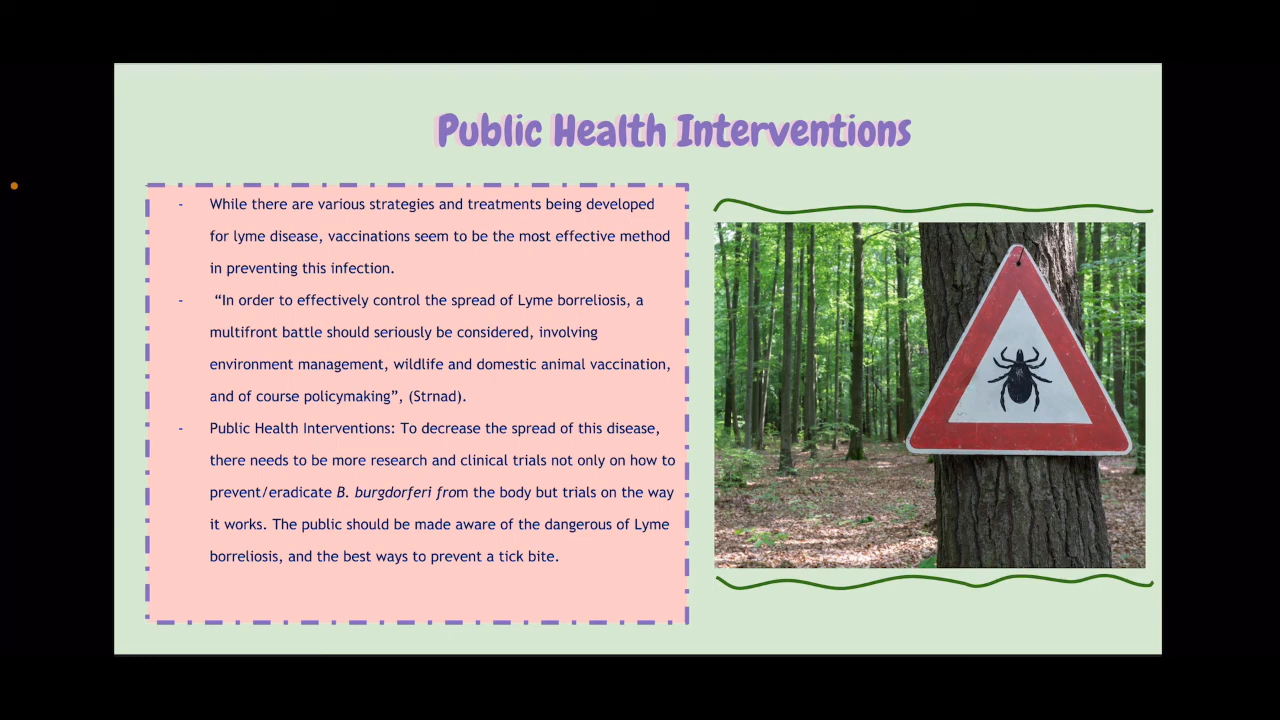 Public Health Interventions
- While there are various strategies and treatments being developed
for lyme disease, vaccinations seem to be the most effective method
in preventing this infection.
- “In order to effectively control the spread of Lyme borreliosis, a
multifront battle should seriously be considered, involving
environment management, wildlife and domestic animal vaccination,
and of course policymaking”, (Strnad).
- Public Health Interventions: To decrease the spread of this disease,
there needs to be more research and clinical trials not only on how to
prevent/eradicate B. burgdorferi from the body but trials on the way
it works. The public should be made aware of the dangerous of Lyme
borreliosis, and the best ways to prevent a tick bite.